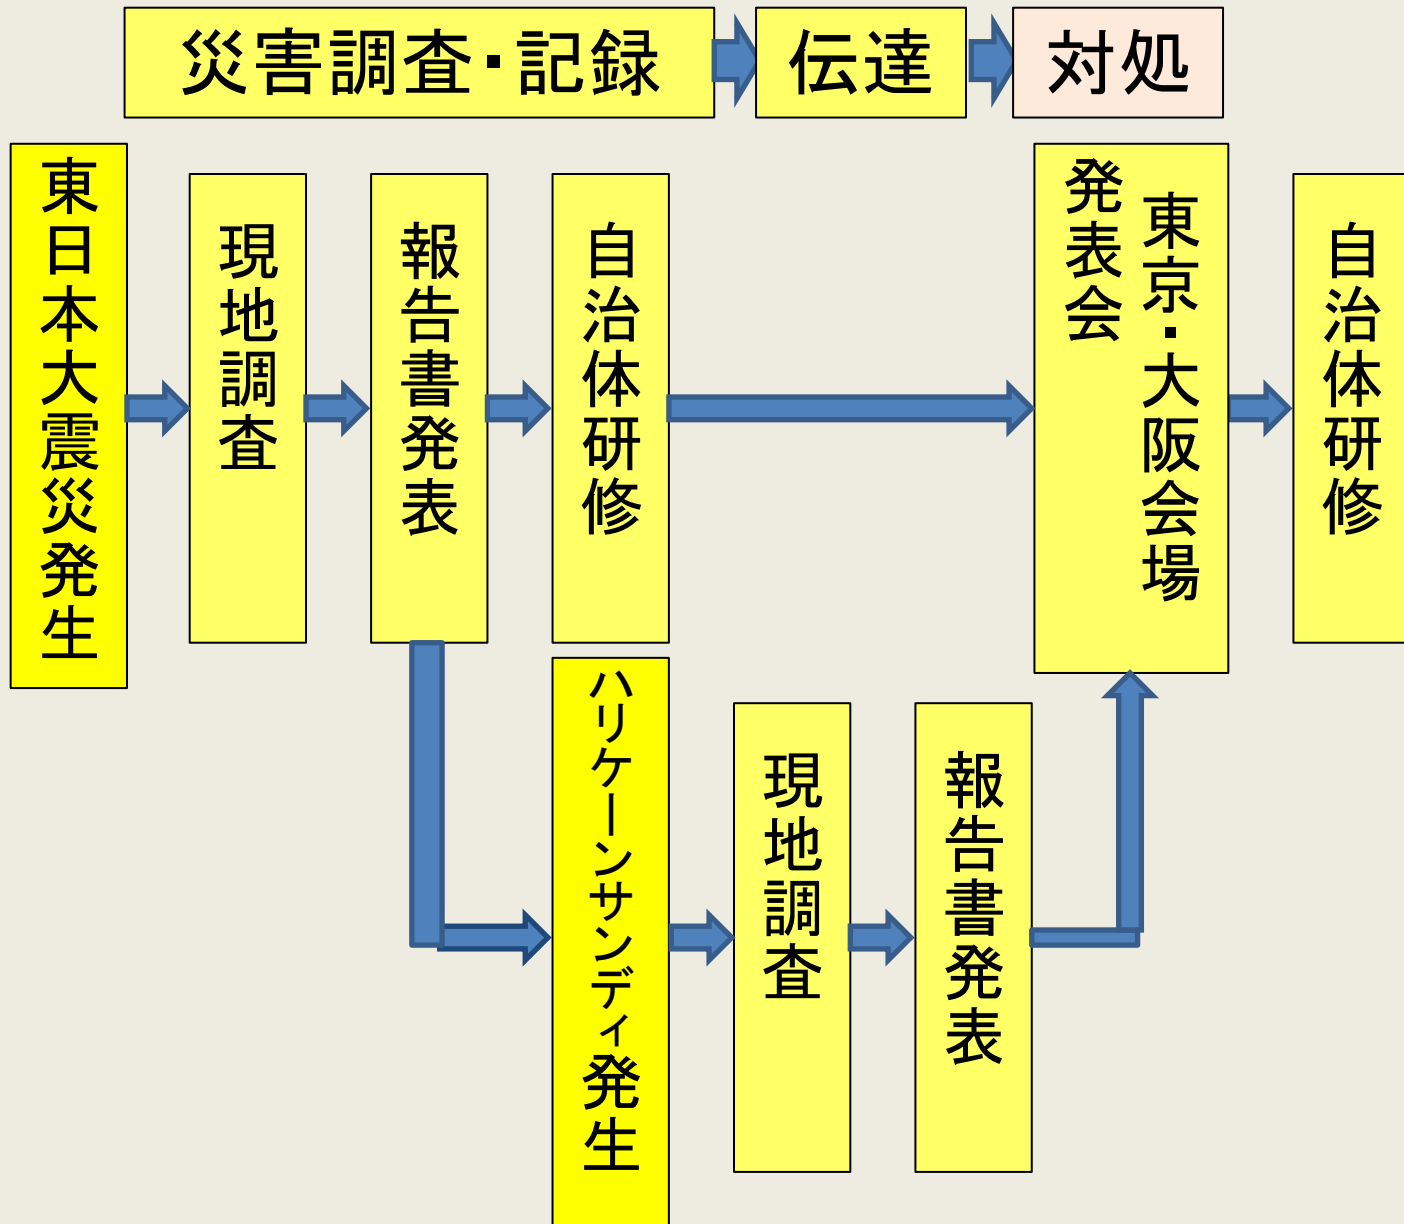 災害調査・記録
伝達
対処
東日本大震災発生
現地調査
報告書発表
自治体研修
東京・大阪会場
発表会
自治体研修
ハリケーンサンディ発生
現地調査
報告書発表